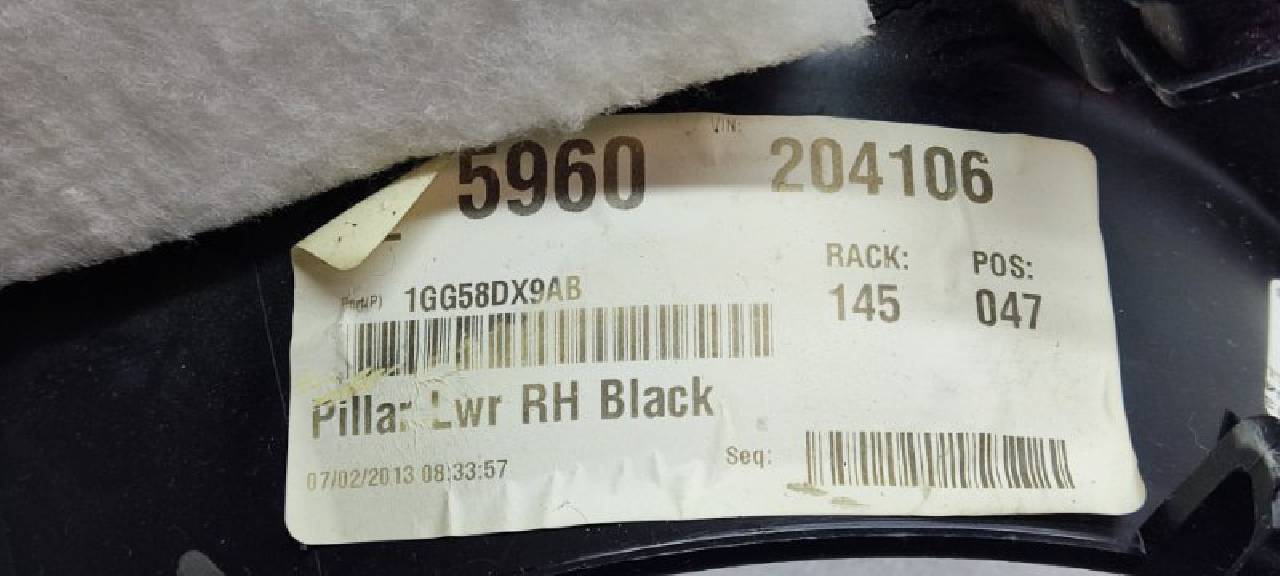 VIN:
5960 204106
RACK: POS:
145 047
Part(P) 1GG58DX9AB
Pillar Lwr RH Black
Seq:
07/02/2013 08:33:57